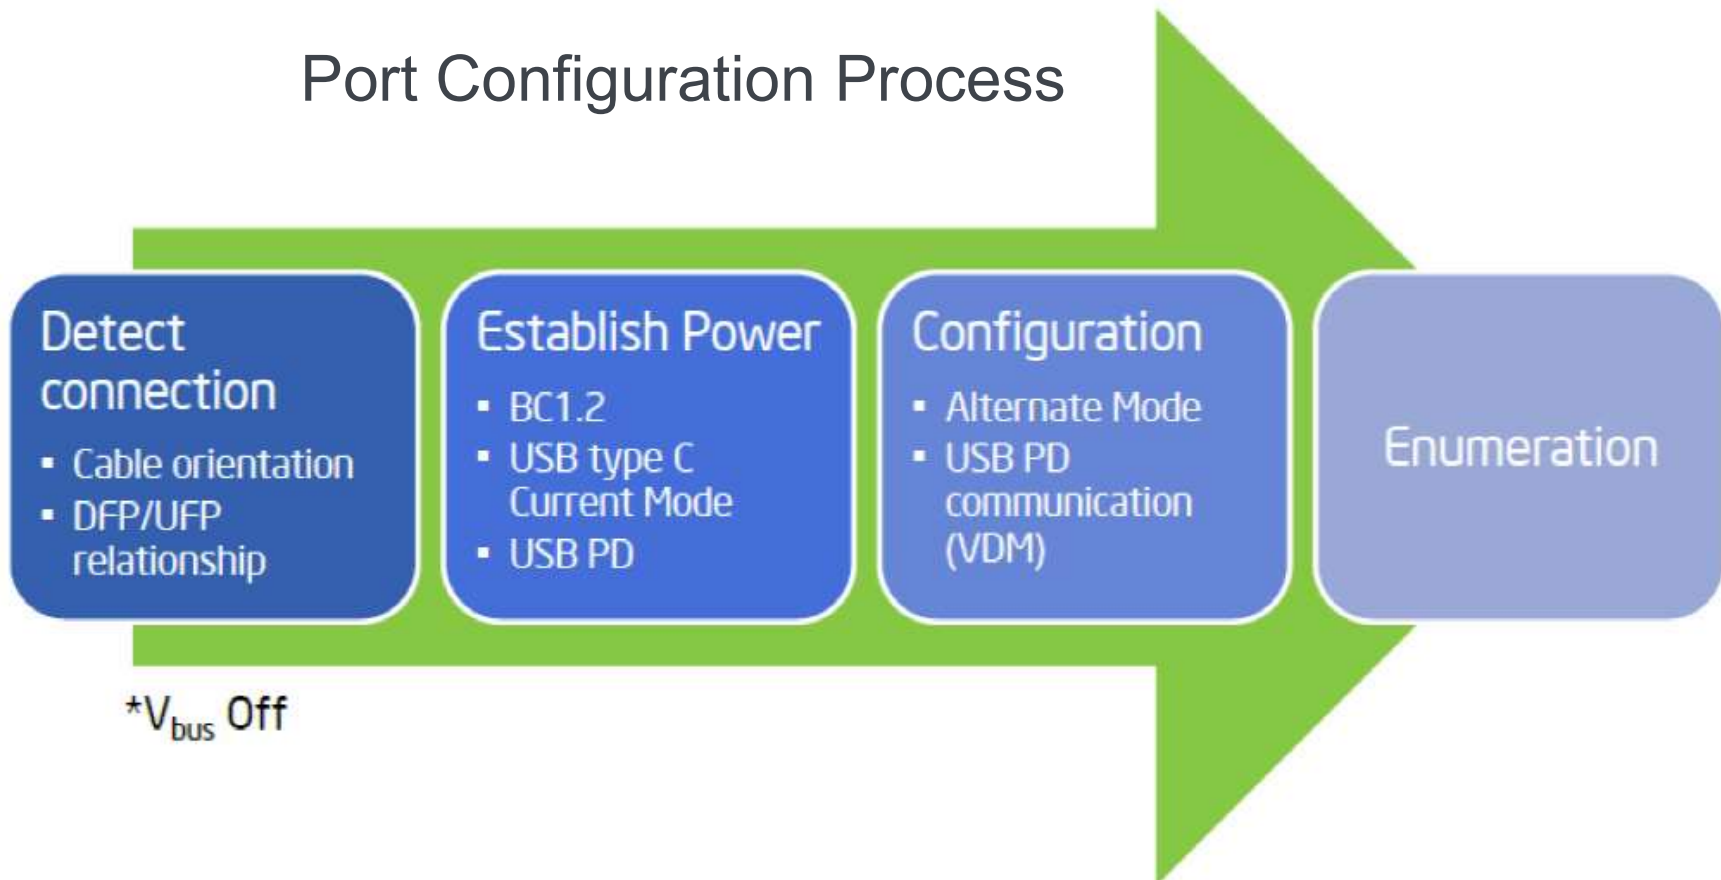 Port Configuration Process
Detect
connection
▪ Cable orientation
▪ DFP/UFP
relationship
Establish Power
▪ BC1.2
▪ USB type C
Current Mode
▪ USB PD
Configuration
▪ Alternate Mode
▪ USB PD
communication
(VDM)
Enumeration
*Vbus Off